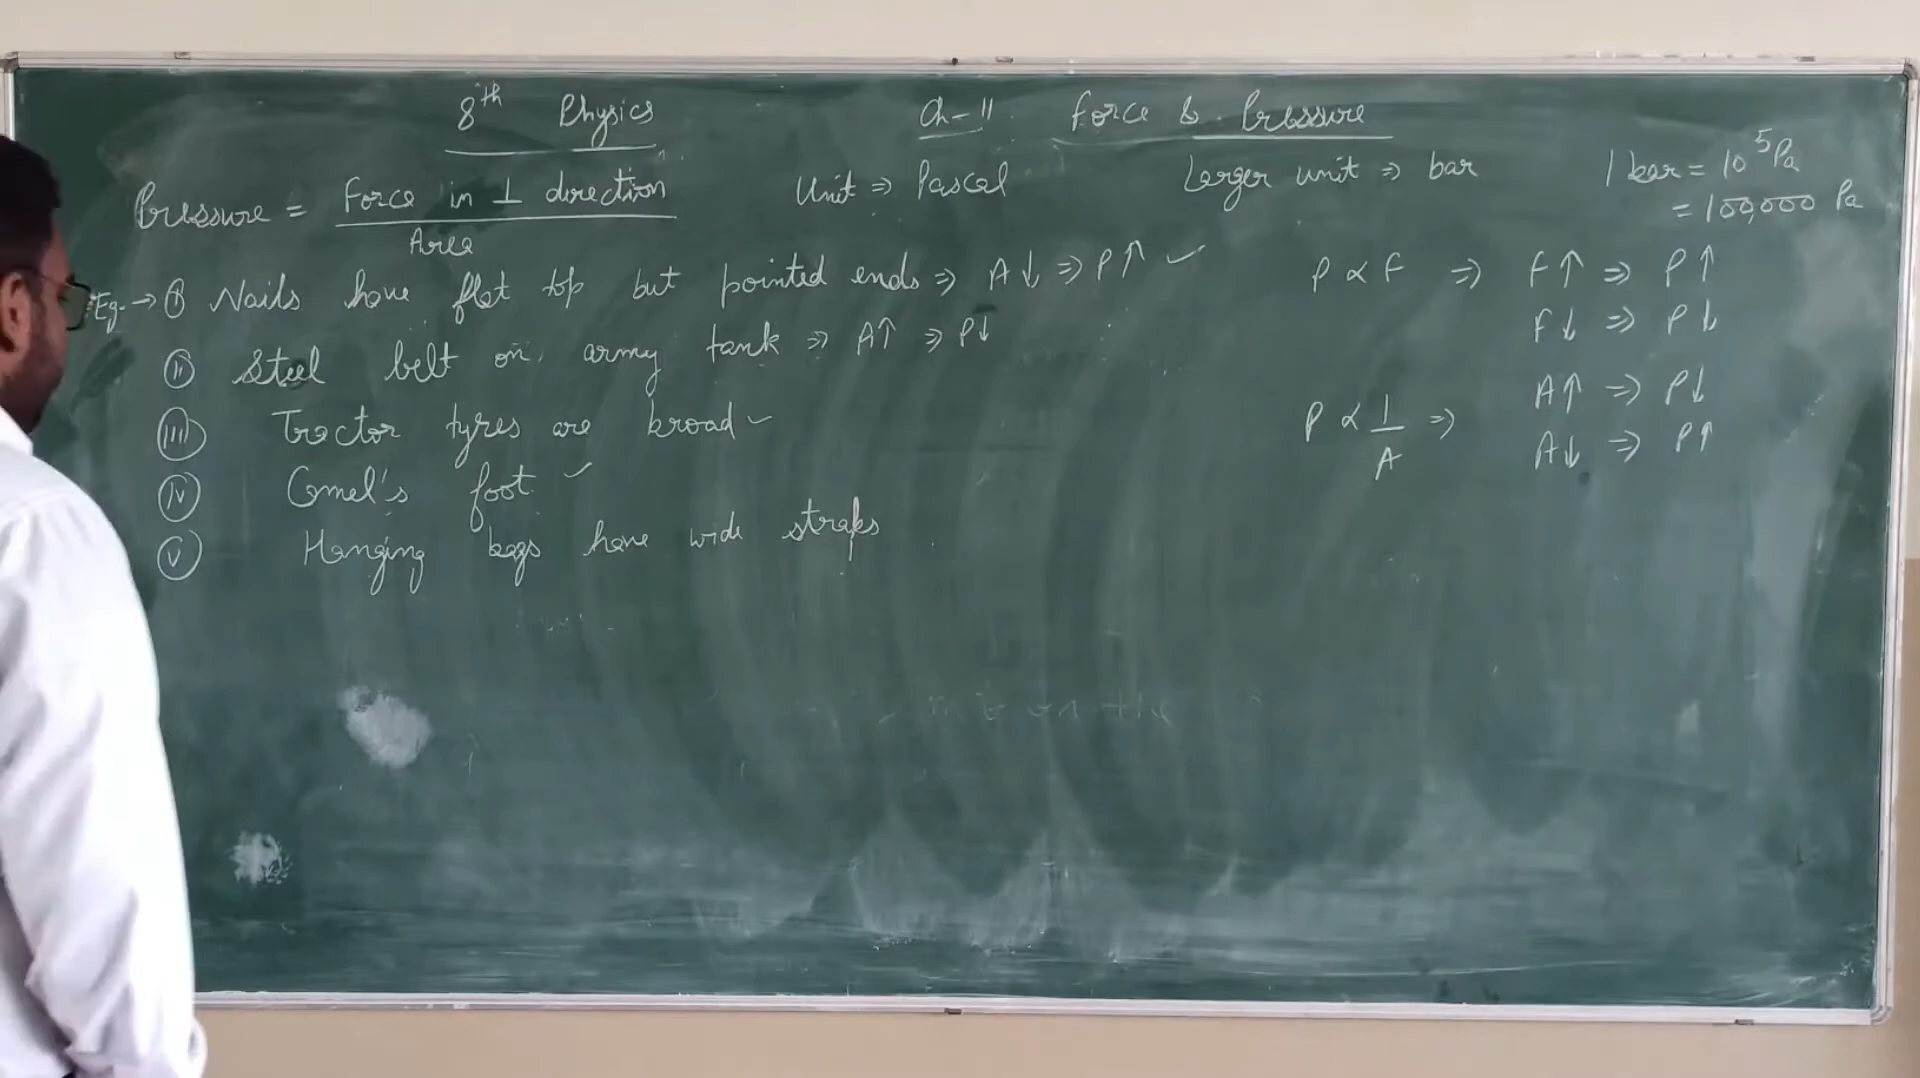 8th Physics Ch-11 Force & Pressure
Pressure = Force in ⊥ direction / Area
Unit ⇒ Pascal
Larger unit ⇒ bar
1 bar = 10⁵ Pa
= 100,000 Pa
Eg. → (i) Nails have flat top but pointed ends ⇒ A↓ ⇒ P↑ ✓
(ii) Steel belt on army tank ⇒ A↑ ⇒ P↓
(iii) Tractor tyres are broad ✓
(iv) Camel's foot ✓
(v) Hanging bags have wide straps
P ∝ F ⇒ F↑ ⇒ P↑
F↓ ⇒ P↓
P ∝ 1/A ⇒ A↑ ⇒ P↓
A↓ ⇒ P↑